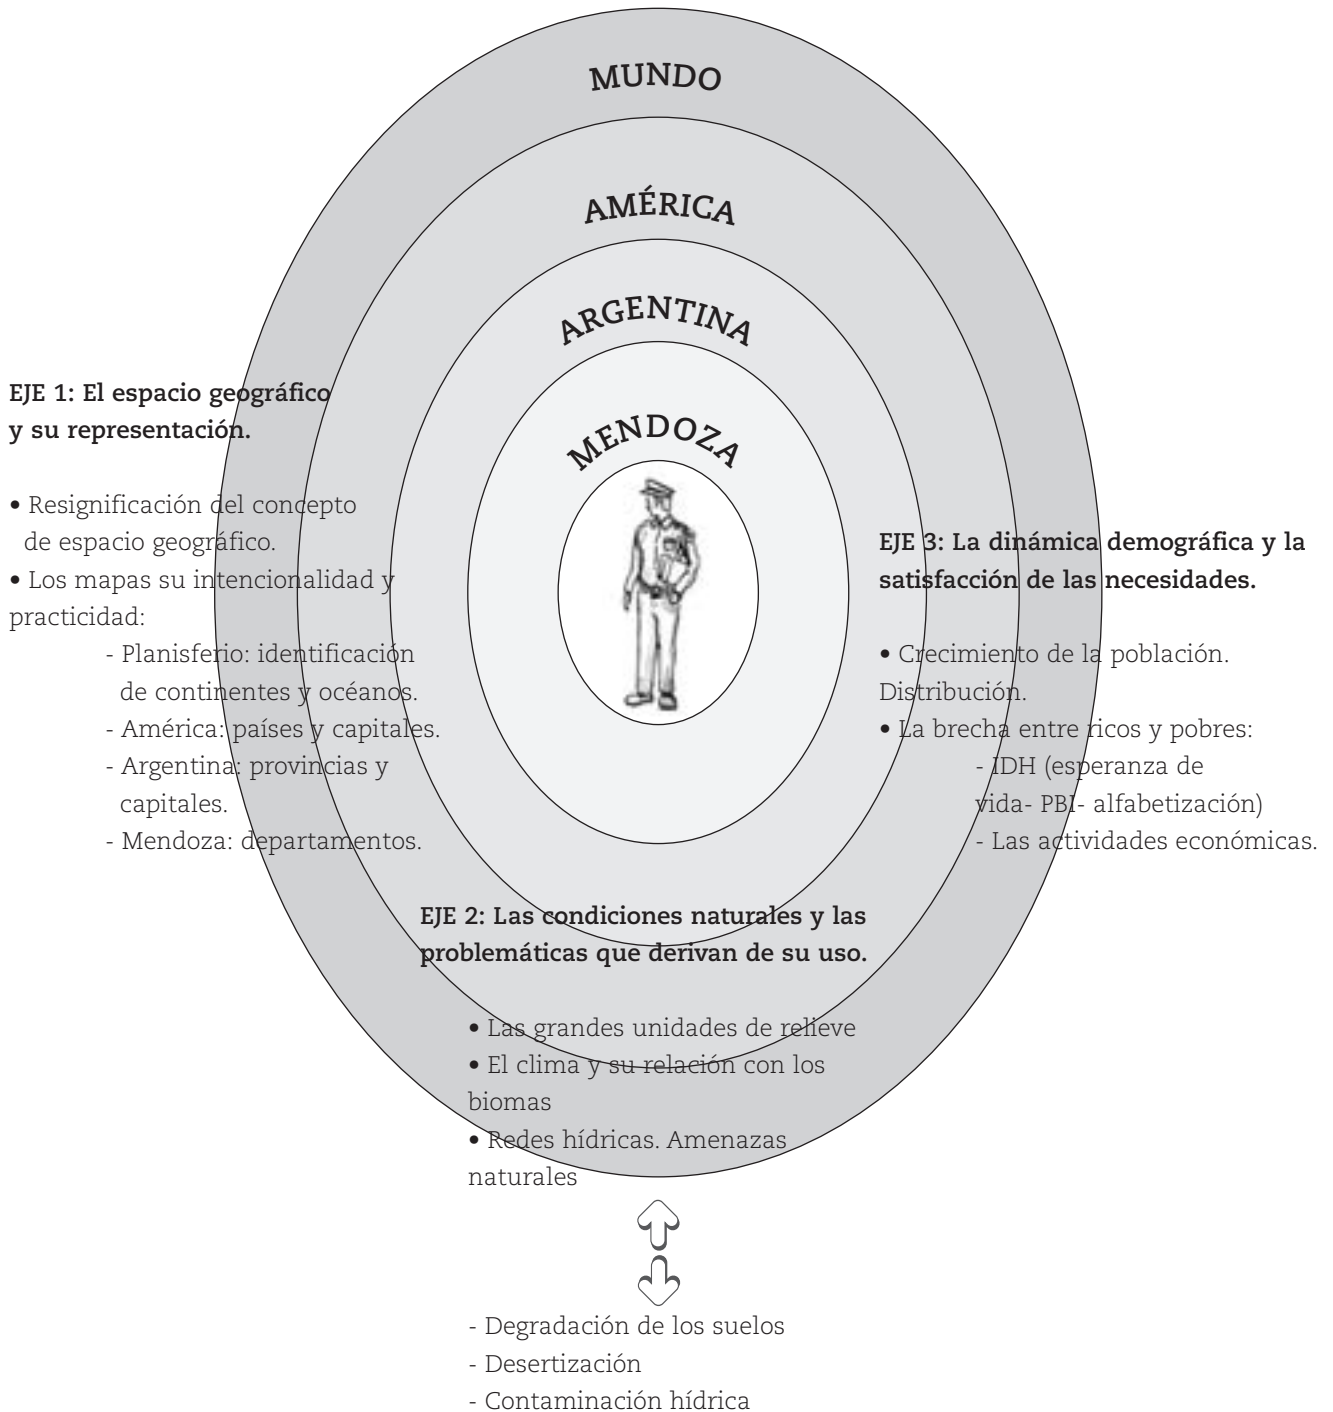 MUNDO
AMÉRICA
ARGENTINA
MENDOZA
EJE 1: El espacio geográfico
y su representación.
• Resignificación del concepto
de espacio geográfico.
• Los mapas su intencionalidad y
practicidad:
- Planisferio: identificación
de continentes y océanos.
- América: países y capitales.
- Argentina: provincias y
capitales.
- Mendoza: departamentos.
EJE 3: La dinámica demográfica y la
satisfacción de las necesidades.
• Crecimiento de la población.
Distribución.
• La brecha entre ricos y pobres:
- IDH (esperanza de
vida- PBI- alfabetización)
- Las actividades económicas.
EJE 2: Las condiciones naturales y las
problemáticas que derivan de su uso.
• Las grandes unidades de relieve
• El clima y su relación con los
biomas
• Redes hídricas. Amenazas
naturales
- Degradación de los suelos
- Desertización
- Contaminación hídrica